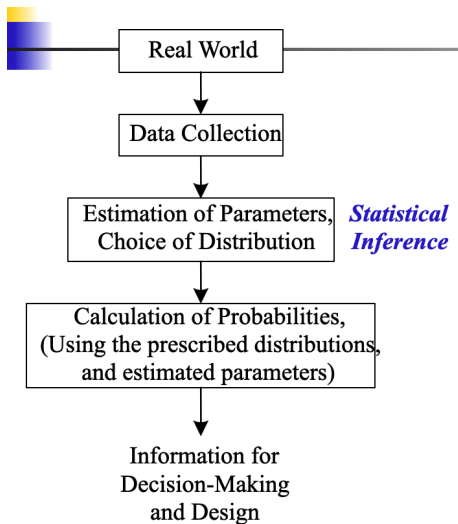 Real World
Data Collection
Estimation of Parameters,
Choice of Distribution
Statistical
Inference
Calculation of Probabilities,
(Using the prescribed distributions,
and estimated parameters)
Information for
Decision-Making
and Design